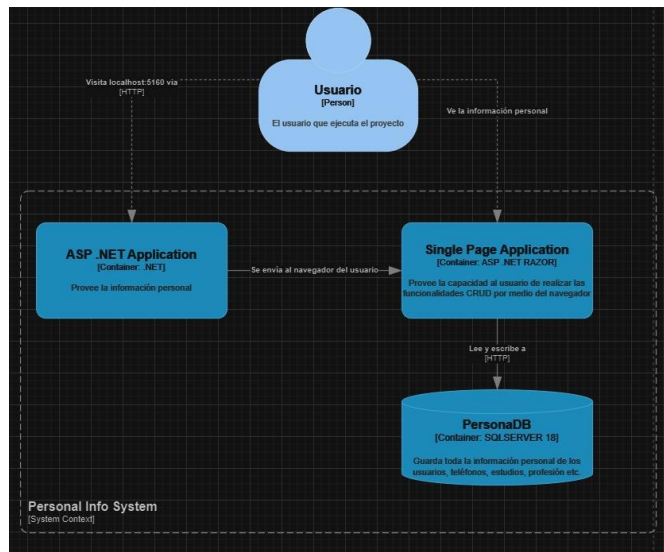 Usuario
[Person]
El usuario que ejecuta el proyecto
Visita localhost:5160 via
[HTTP]
Ve la información personal
ASP .NET Application
[Container: .NET]
Provee la información personal
Se envía al navegador del usuario
Single Page Application
[Container: ASP .NET RAZOR]
Provee la capacidad al usuario de realizar las
funcionalidades CRUD por medio del navegador
Lee y escribe a
[HTTP]
PersonaDB
[Container: SQLSERVER 18]
Guarda toda la información personal de los
usuarios, teléfonos, estudios, profesión etc.
Personal Info System
[System Context]